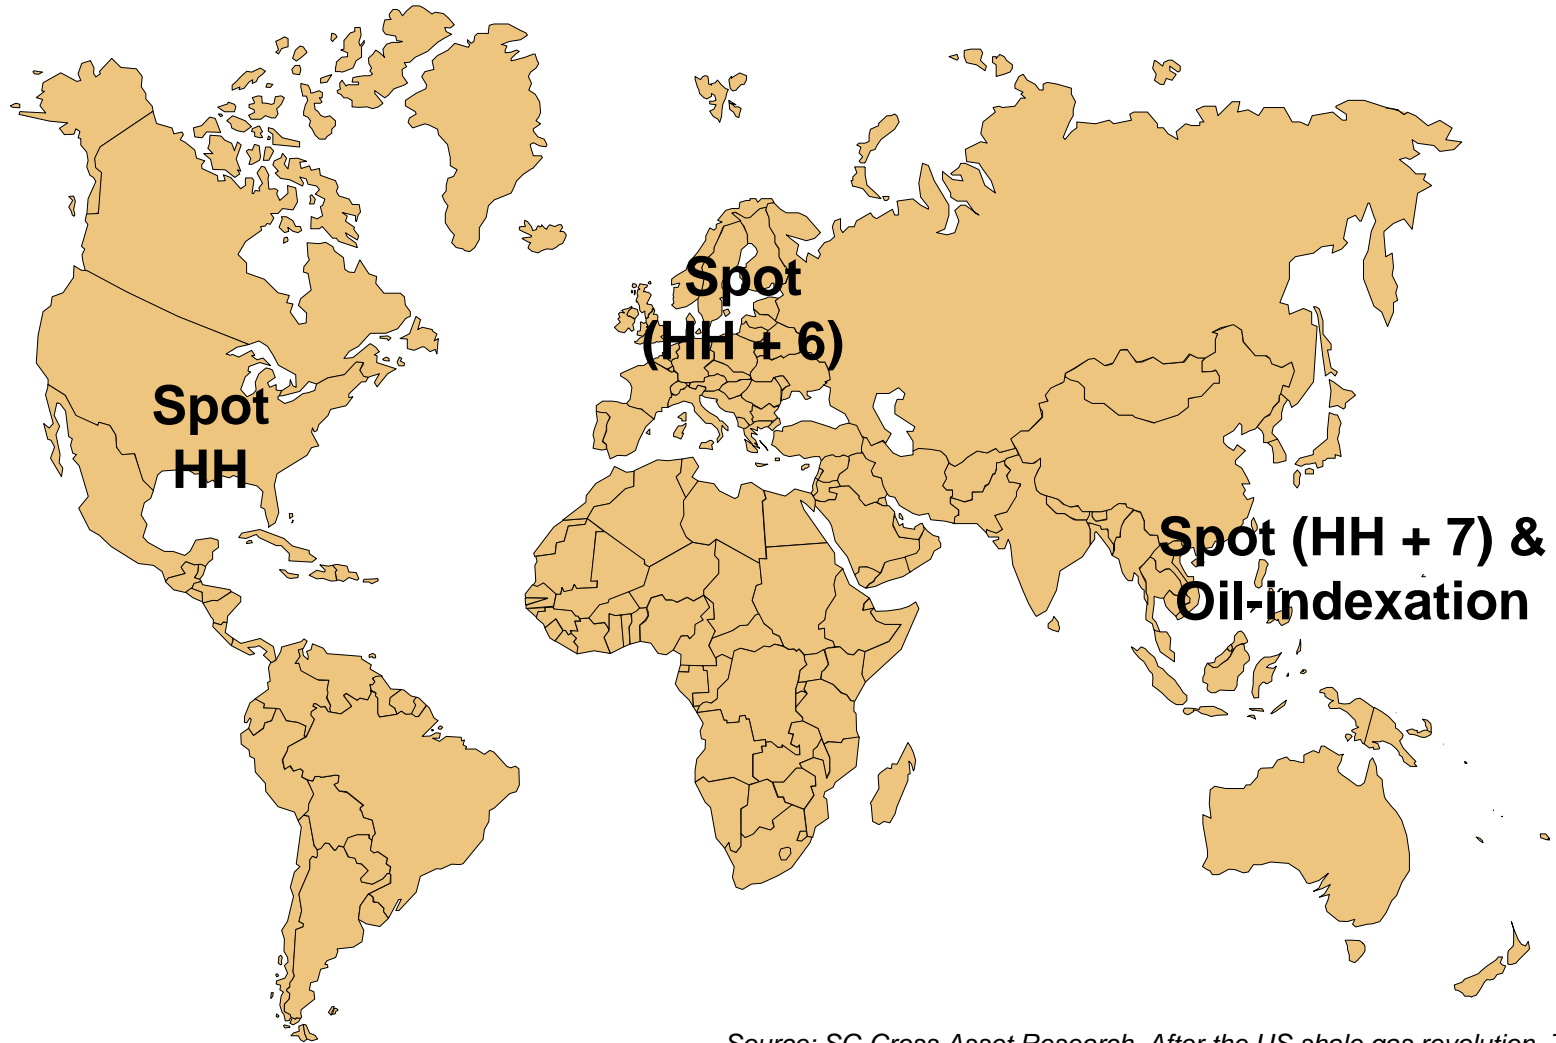 Spot
(HH + 6)
Spot
HH
Spot (HH + 7) &
Oil-indexation
Source: SG Cross Asset Research, After the US shale gas revolution,